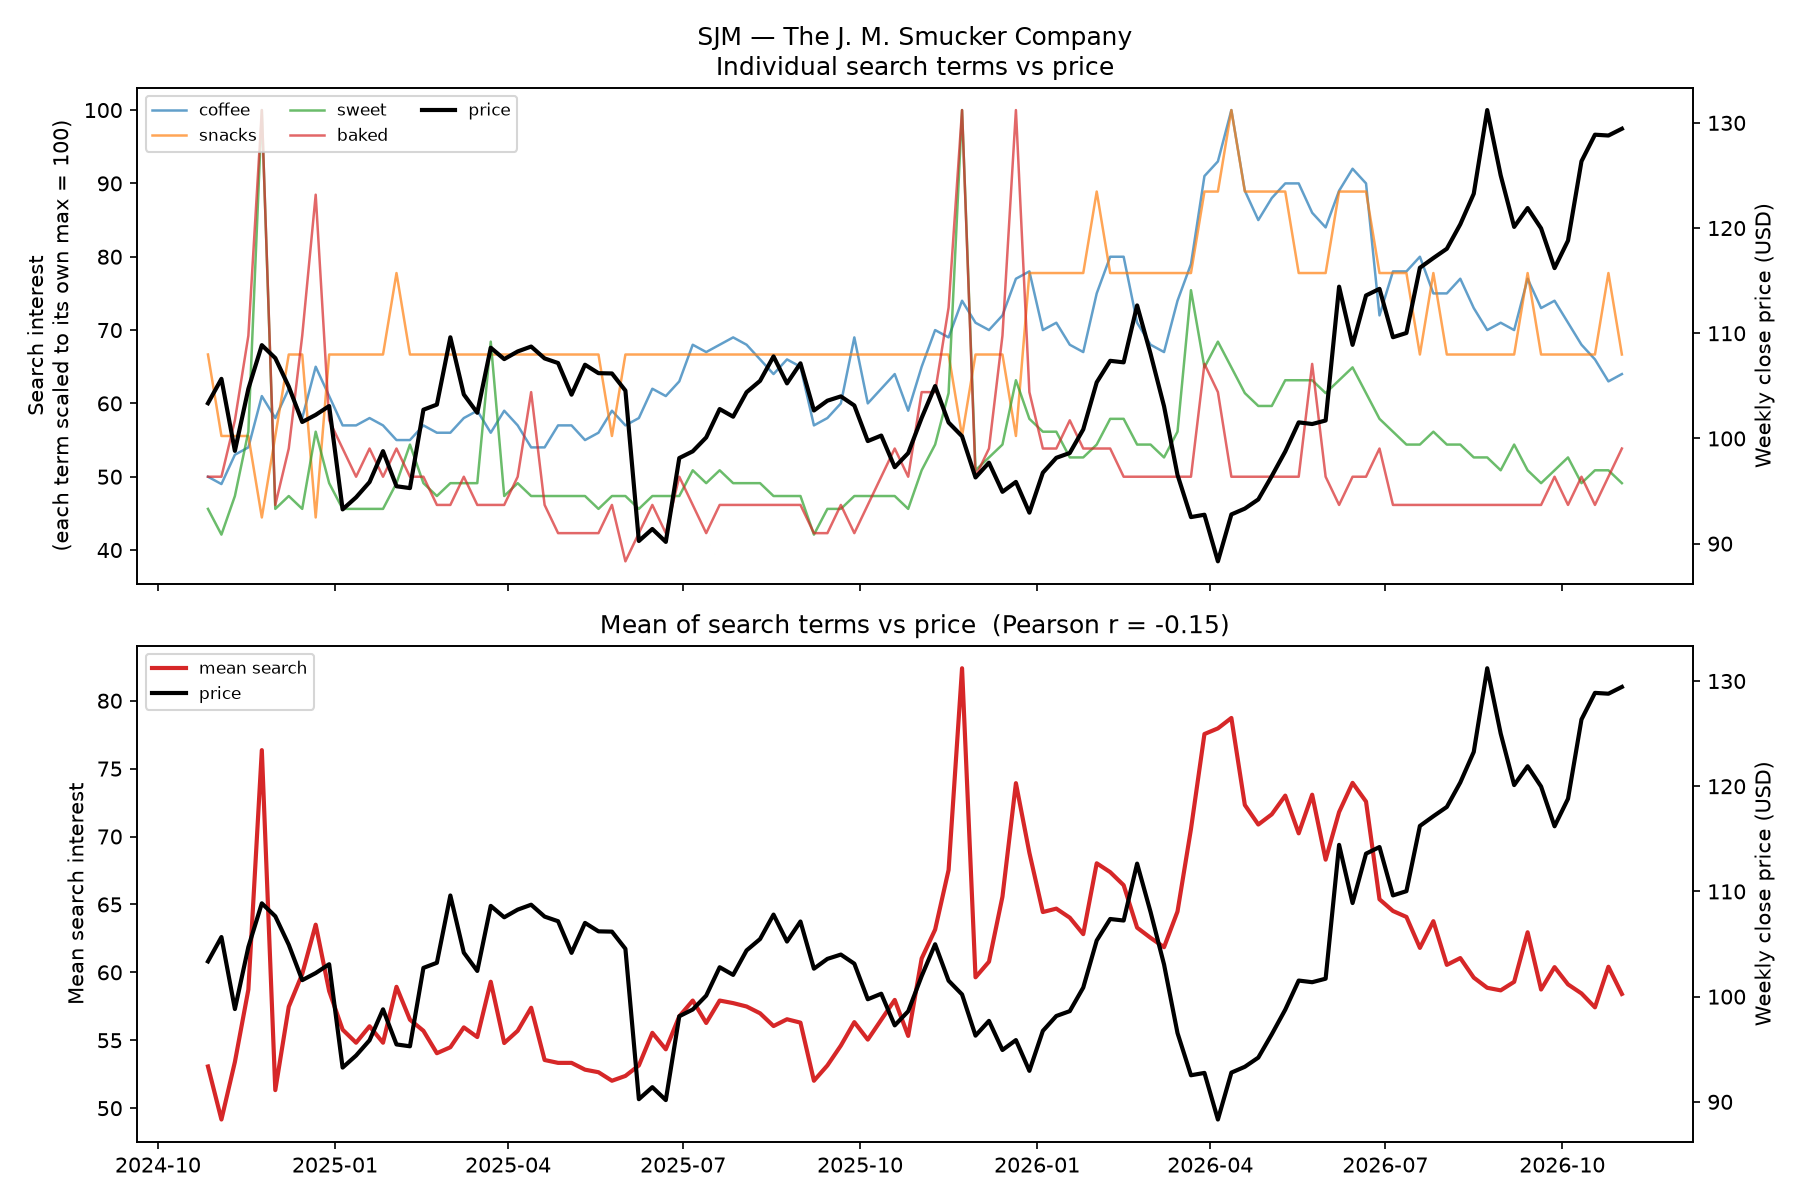 SJM — The J. M. Smucker Company
Individual search terms vs price
coffee
snacks
sweet
baked
price
Search interest
(each term scaled to its own max = 100)
100
90
80
70
60
50
40
130
120
110
100
90
Weekly close price (USD)
Mean of search terms vs price (Pearson r = -0.15)
mean search
price
Mean search interest
80
75
70
65
60
55
50
130
120
110
100
90
Weekly close price (USD)
2024-10
2025-01
2025-04
2025-07
2025-10
2026-01
2026-04
2026-07
2026-10